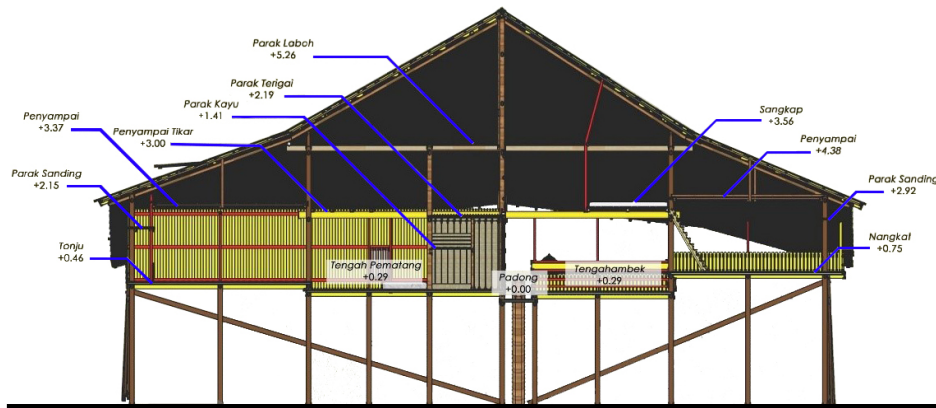 Parak Laboh
+5.26
Parak Terigai
+2.19
Parak Kayu
+1.41
Penyampai
+3.37
Penyampai Tikar
+3.00
Parak Sanding
+2.15
Tonju
+0.46
Sangkap
+3.56
Penyampai
+4.38
Parak Sanding
+2.92
Nangkat
+0.75
Tengah Pematang
+0.29
Padong
+0.00
Tengahambek
+0.29